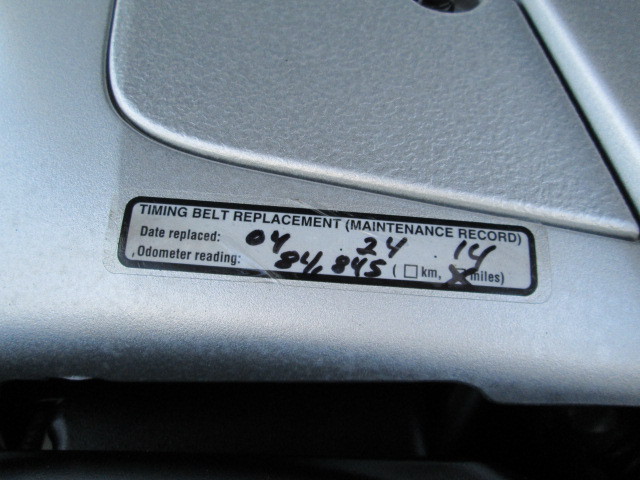 TIMING BELT REPLACEMENT (MAINTENANCE RECORD)
Date replaced: 04 . 24 . 14
Odometer reading: 84,845 ( ☐ km, ☒ miles)